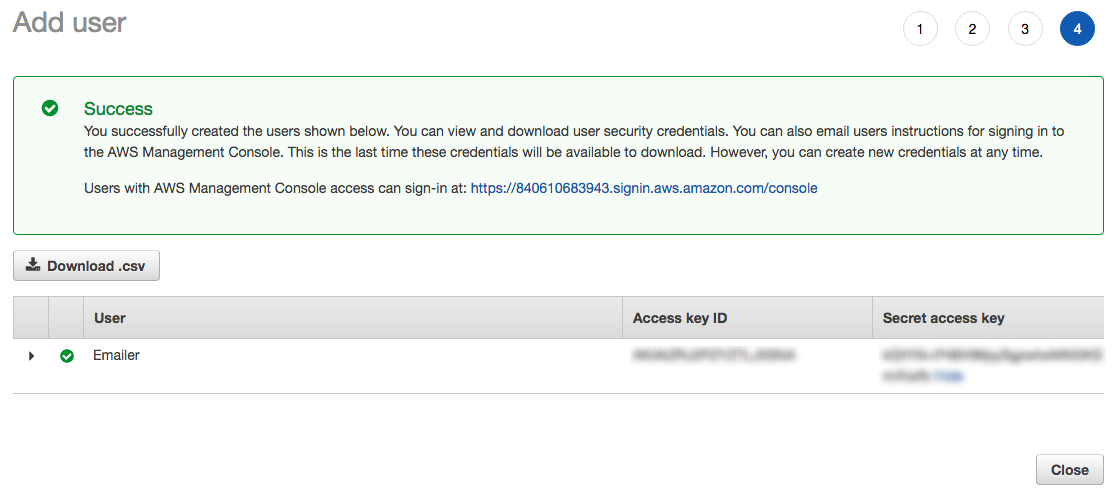 Add user
1 2 3 4
Success
You successfully created the users shown below. You can view and download user security credentials. You can also email users instructions for signing in to
the AWS Management Console. This is the last time these credentials will be available to download. However, you can create new credentials at any time.
Users with AWS Management Console access can sign-in at: https://840610683943.signin.aws.amazon.com/console
Download .csv
User Access key ID Secret access key
Emailer
Close